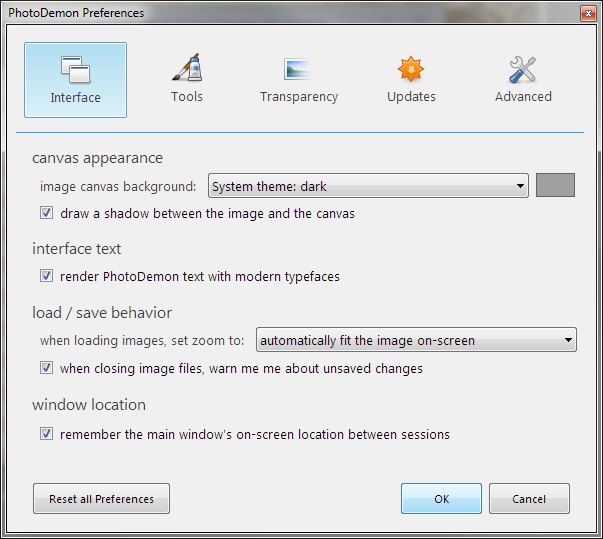 PhotoDemon Preferences
Interface
Tools
Transparency
Updates
Advanced
canvas appearance
image canvas background: System theme: dark
draw a shadow between the image and the canvas
interface text
render PhotoDemon text with modern typefaces
load / save behavior
when loading images, set zoom to: automatically fit the image on-screen
when closing image files, warn me me about unsaved changes
window location
remember the main window's on-screen location between sessions
Reset all Preferences
OK
Cancel